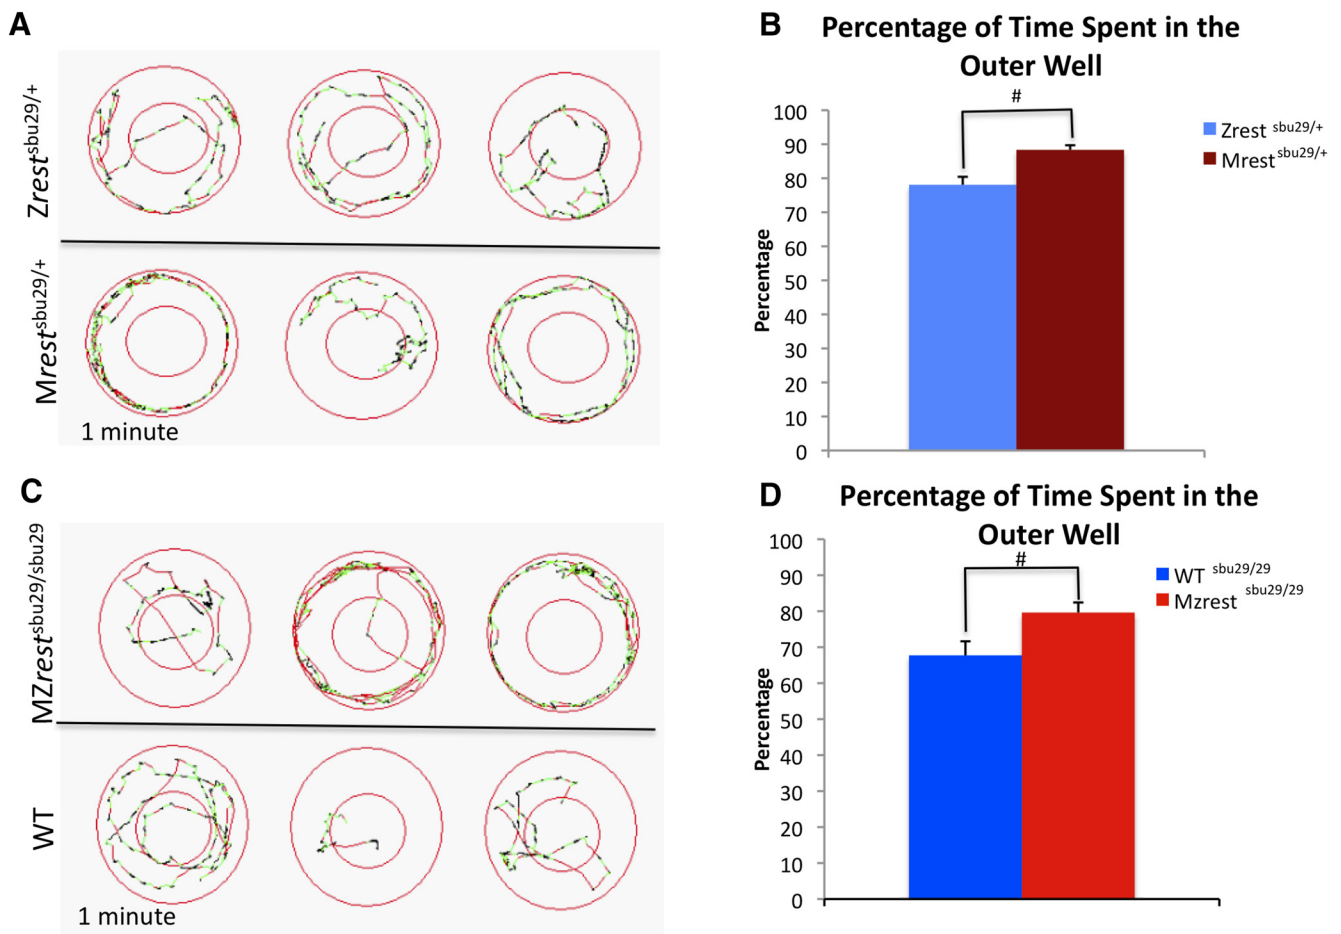 A
Zrest sbu29/+
Mrest sbu29/+
1 minute
B
Percentage of Time Spent in the
Outer Well
#
100
90
80
70
60
50
40
30
20
10
0
Percentage
Zrest sbu29/+
Mrest sbu29/+
C
MZrest sbu29/sbu29
WT
1 minute
D
Percentage of Time Spent in the
Outer Well
#
100
90
80
70
60
50
40
30
20
10
0
Percentage
WT sbu29/29
Mzrest sbu29/29